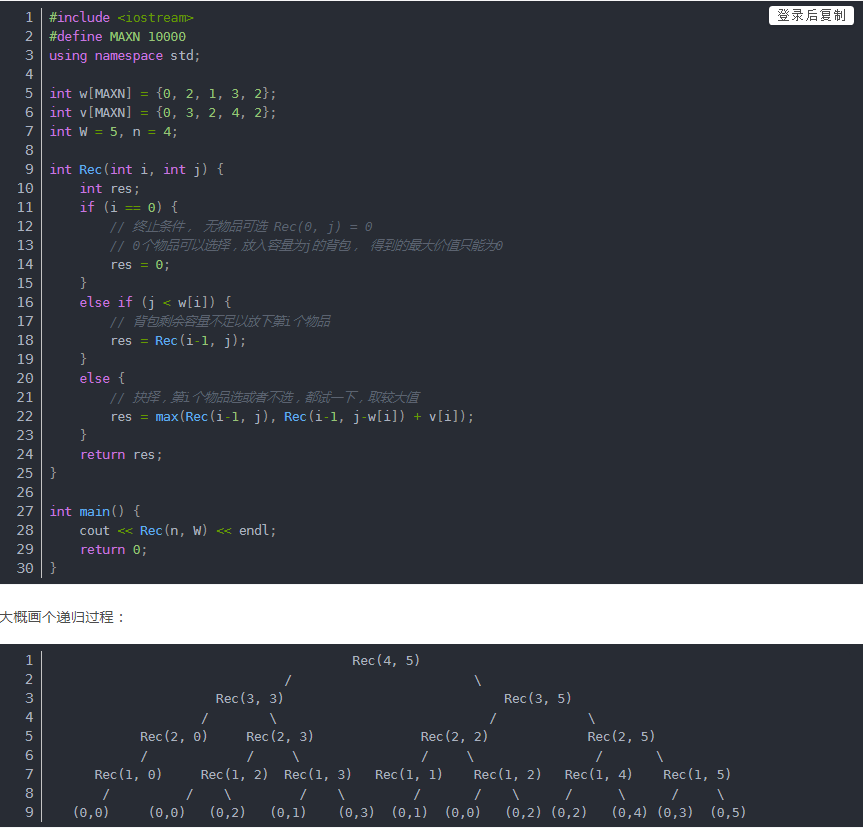 登录后复制
1 #include <iostream>
2 #define MAXN 10000
3 using namespace std;
4
5 int w[MAXN] = {0, 2, 1, 3, 2};
6 int v[MAXN] = {0, 3, 2, 4, 2};
7 int W = 5, n = 4;
8
9 int Rec(int i, int j) {
10     int res;
11     if (i == 0) {
12         // 终止条件， 无物品可选 Rec(0, j) = 0
13         // 0个物品可以选择，放入容量为j的背包， 得到的最大价值只能为0
14         res = 0;
15     }
16     else if (j < w[i]) {
17         // 背包剩余容量不足以放下第i个物品
18         res = Rec(i-1, j);
19     }
20     else {
21         // 抉择，第i个物品选或者不选，都试一下，取较大值
22         res = max(Rec(i-1, j), Rec(i-1, j-w[i]) + v[i]);
23     }
24     return res;
25 }
26
27 int main() {
28     cout << Rec(n, W) << endl;
29     return 0;
30 }
大概画个递归过程：
1 Rec(4, 5)
2 / \
3 Rec(3, 3) Rec(3, 5)
4 / \ / \
5 Rec(2, 0) Rec(2, 3) Rec(2, 2) Rec(2, 5)
6 / / \ / \ / \
7 Rec(1, 0) Rec(1, 2) Rec(1, 3) Rec(1, 1) Rec(1, 2) Rec(1, 4) Rec(1, 5)
8 / / \ / \ / / \ / \ / \
9 (0,0) (0,0) (0,2) (0,1) (0,3) (0,1) (0,0) (0,2) (0,2) (0,4) (0,3) (0,5)